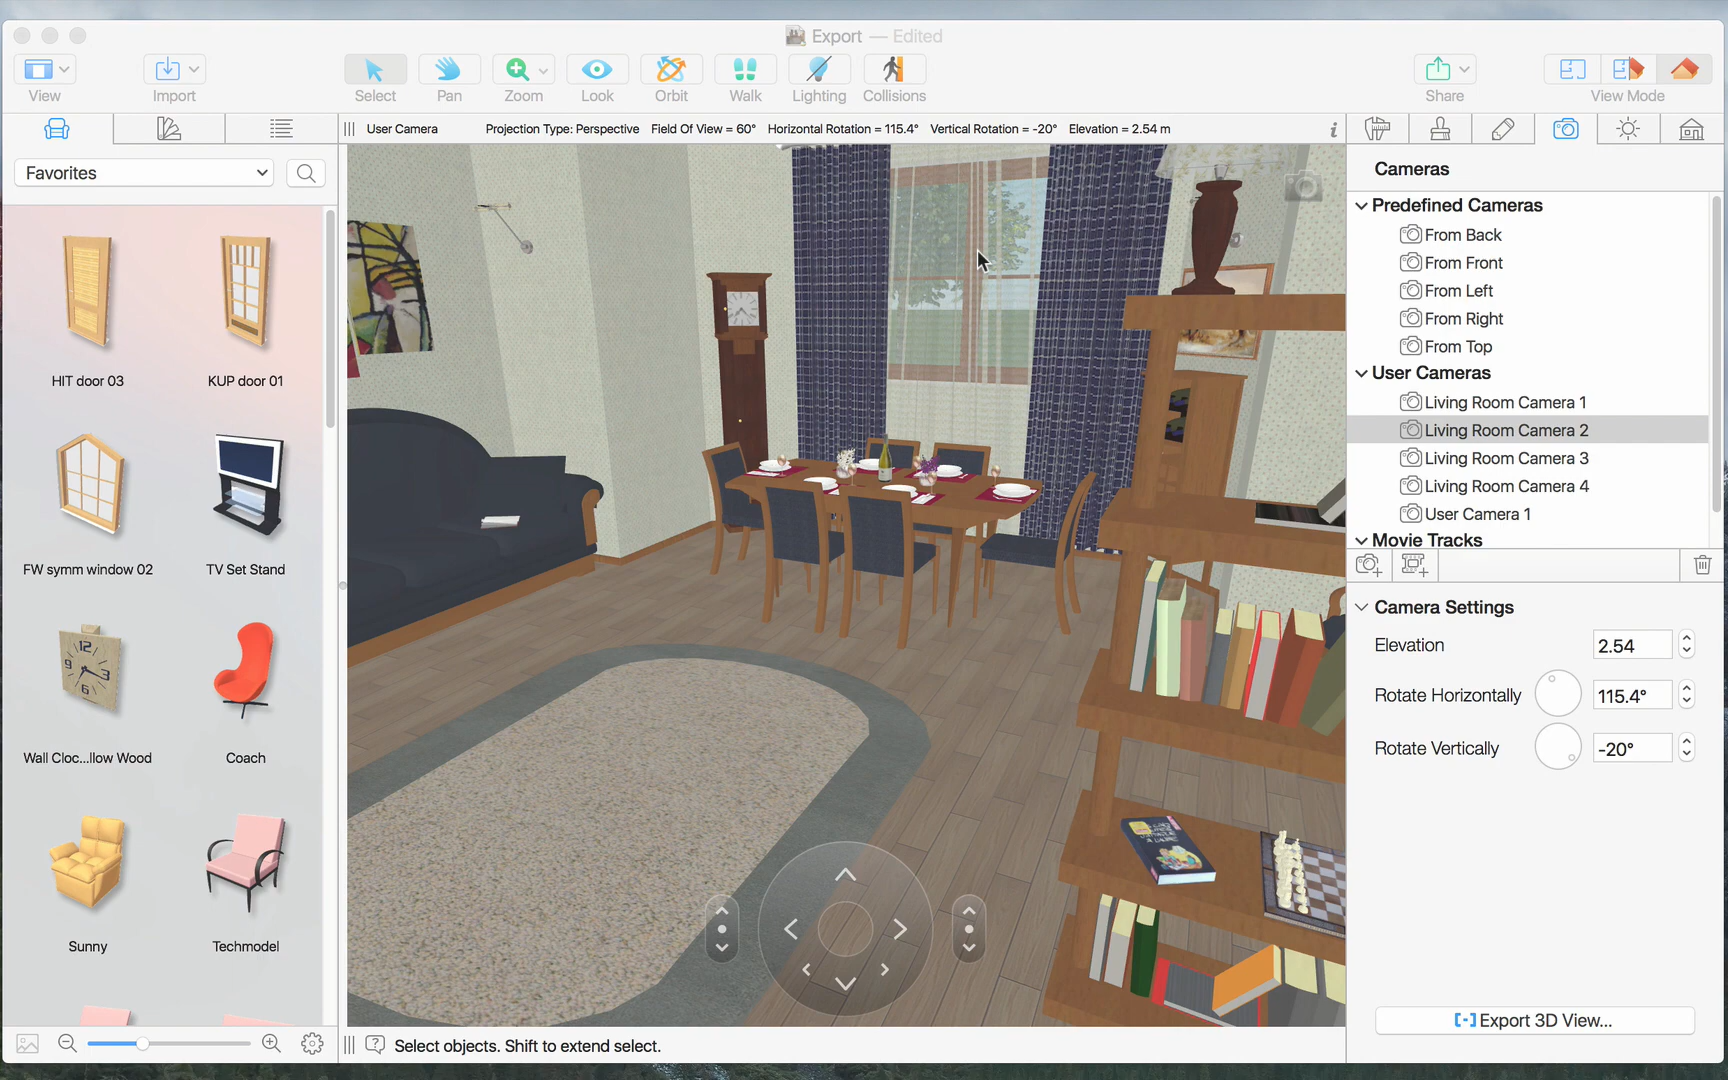 Export — Edited
View
Import
Select
Pan
Zoom
Look
Orbit
Walk
Lighting
Collisions
Share
View Mode
User Camera
Projection Type: Perspective
Field Of View = 60°
Horizontal Rotation = 115.4°
Vertical Rotation = -20°
Elevation = 2.54 m
Favorites
HIT door 03
KUP door 01
FW symm window 02
TV Set Stand
Wall Cloc...llow Wood
Coach
Sunny
Techmodel
12
9
3
6
Select objects. Shift to extend select.
Cameras
Predefined Cameras
From Back
From Front
From Left
From Right
From Top
User Cameras
Living Room Camera 1
Living Room Camera 2
Living Room Camera 3
Living Room Camera 4
User Camera 1
Movie Tracks
Camera Settings
Elevation
2.54
Rotate Horizontally
115.4°
Rotate Vertically
-20°
Export 3D View...